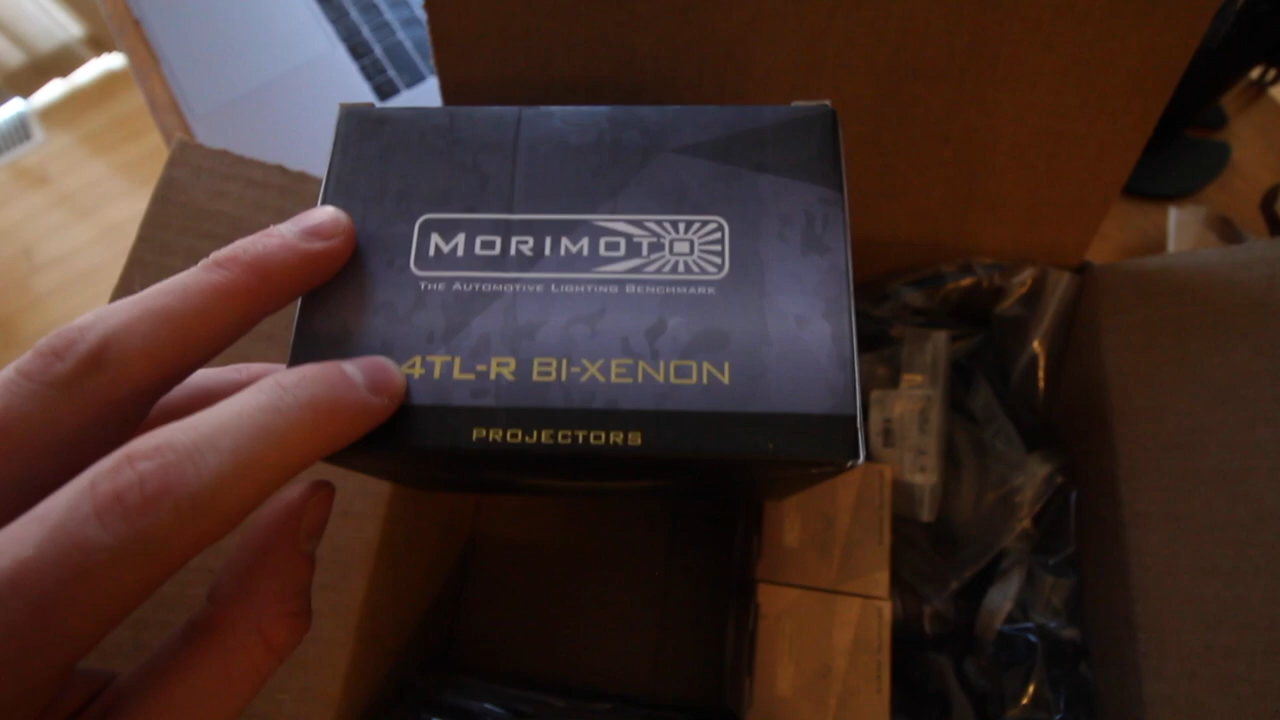 MORIMOTO
THE AUTOMOTIVE LIGHTING BENCHMARK
4TL-R BI-XENON
PROJECTORS